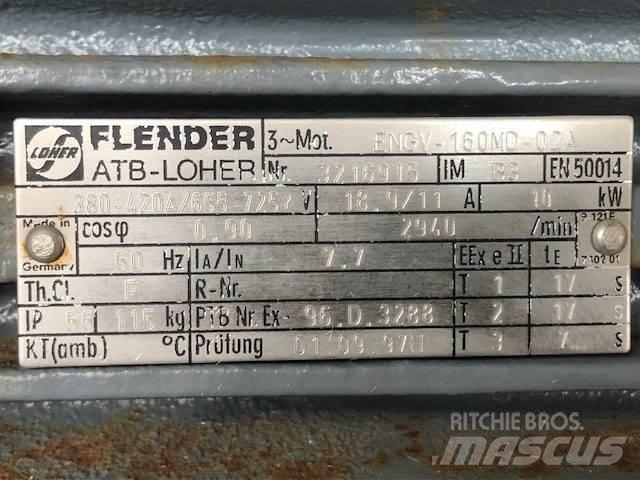 LOHER FLENDER 3~Mot. ENGV-160MD-02A
ATB-LOHER Nr. 3216915 IM B3 EN 50014
380-420△/655-725Y V 18.9/11 A 10 kW
Made in Germany cosφ 0,90 2940 /min
50 Hz IA/IN 7.7 EEx e II tE
Th.Cl. F R-Nr. T 1 17 s
IP 56 115 kg PTB Nr. Ex- 96.D.3288 T 2 17 s
KT(amb) °C Prüfung 01/09.97H T 3 7 s
RITCHIE BROS.
MASCUS